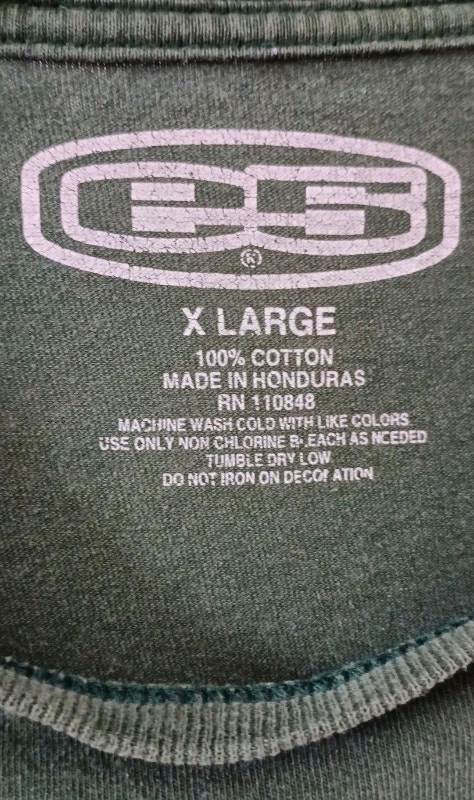 ®
X LARGE
100% COTTON
MADE IN HONDURAS
RN 110848
MACHINE WASH COLD WITH LIKE COLORS
USE ONLY NON CHLORINE BLEACH AS NEEDED
TUMBLE DRY LOW
DO NOT IRON ON DECORATION